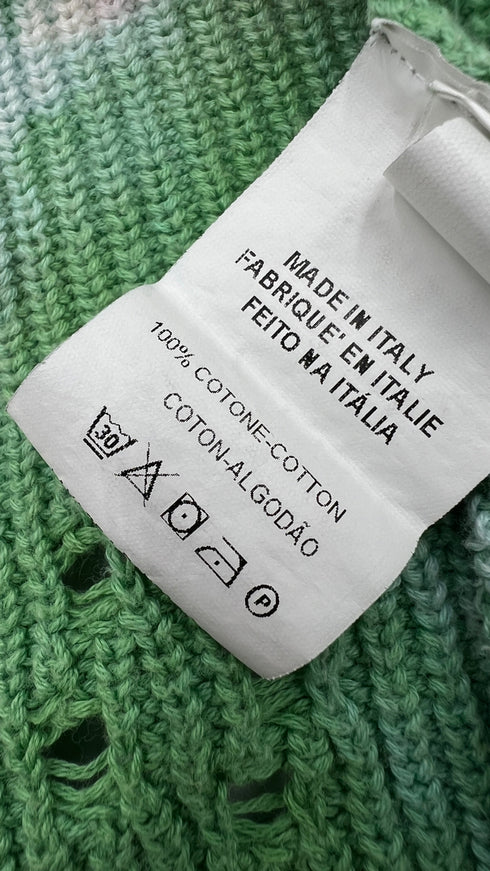 MADE IN ITALY
FABRIQUE' EN ITALIE
FEITO NA ITÁLIA
100% COTONE-COTTON
COTON-ALGODÃO
30
P